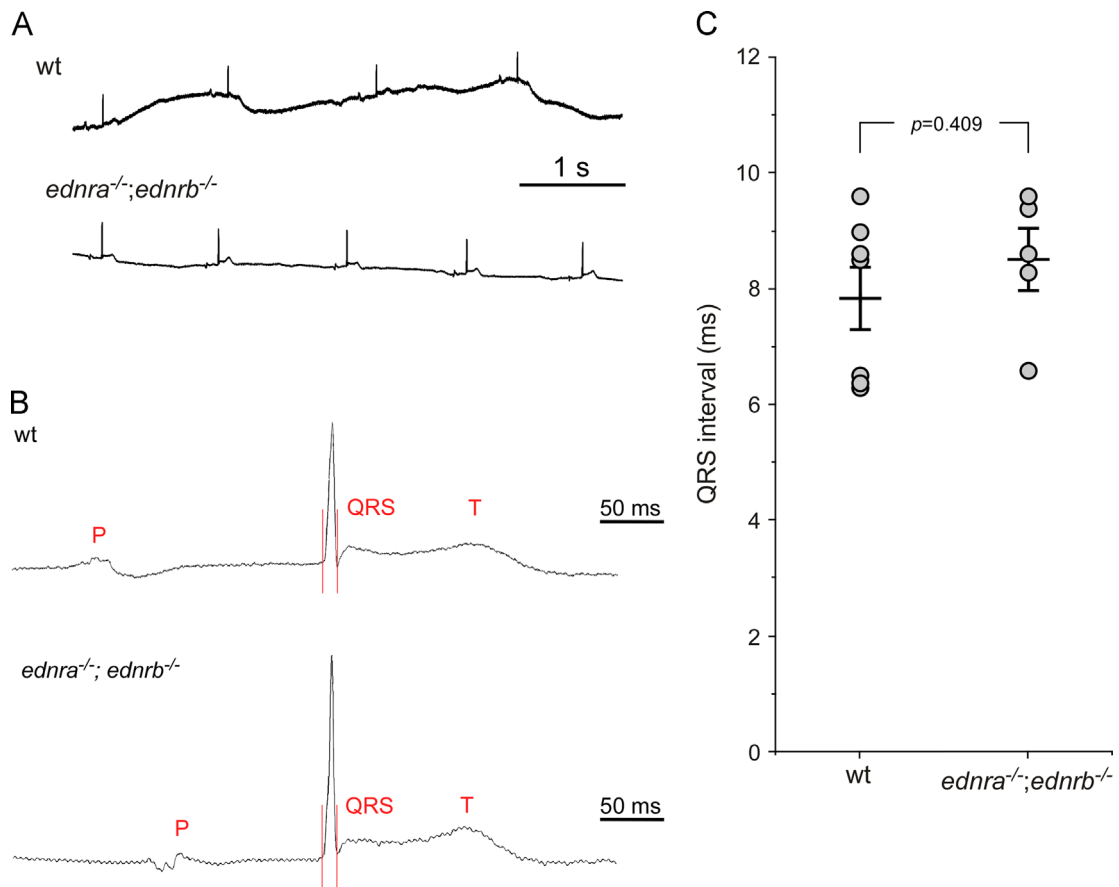 A
wt
1 s
ednra-/-;ednrb-/-
B
wt
P
QRS
T
50 ms
ednra-/-; ednrb-/-
P
QRS
T
50 ms
C
12
10
8
6
4
2
0
QRS interval (ms)
p=0.409
wt
ednra-/-;ednrb-/-